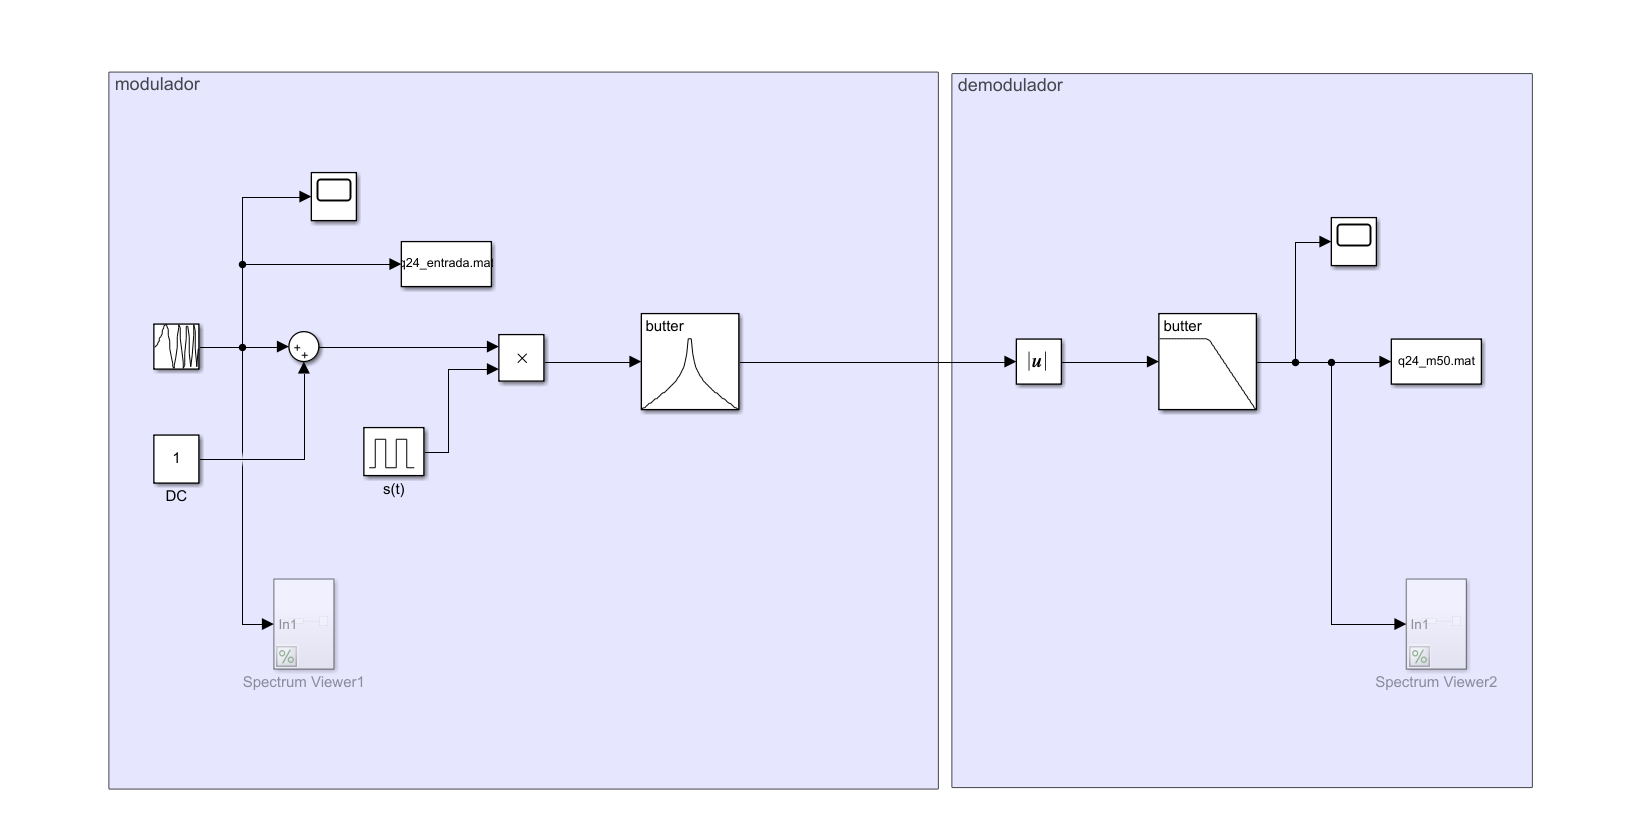 modulador
demodulador
q24_entrada.mat
butter
butter
×
|u|
q24_m50.mat
1
DC
s(t)
In1
%
Spectrum Viewer1
In1
%
Spectrum Viewer2